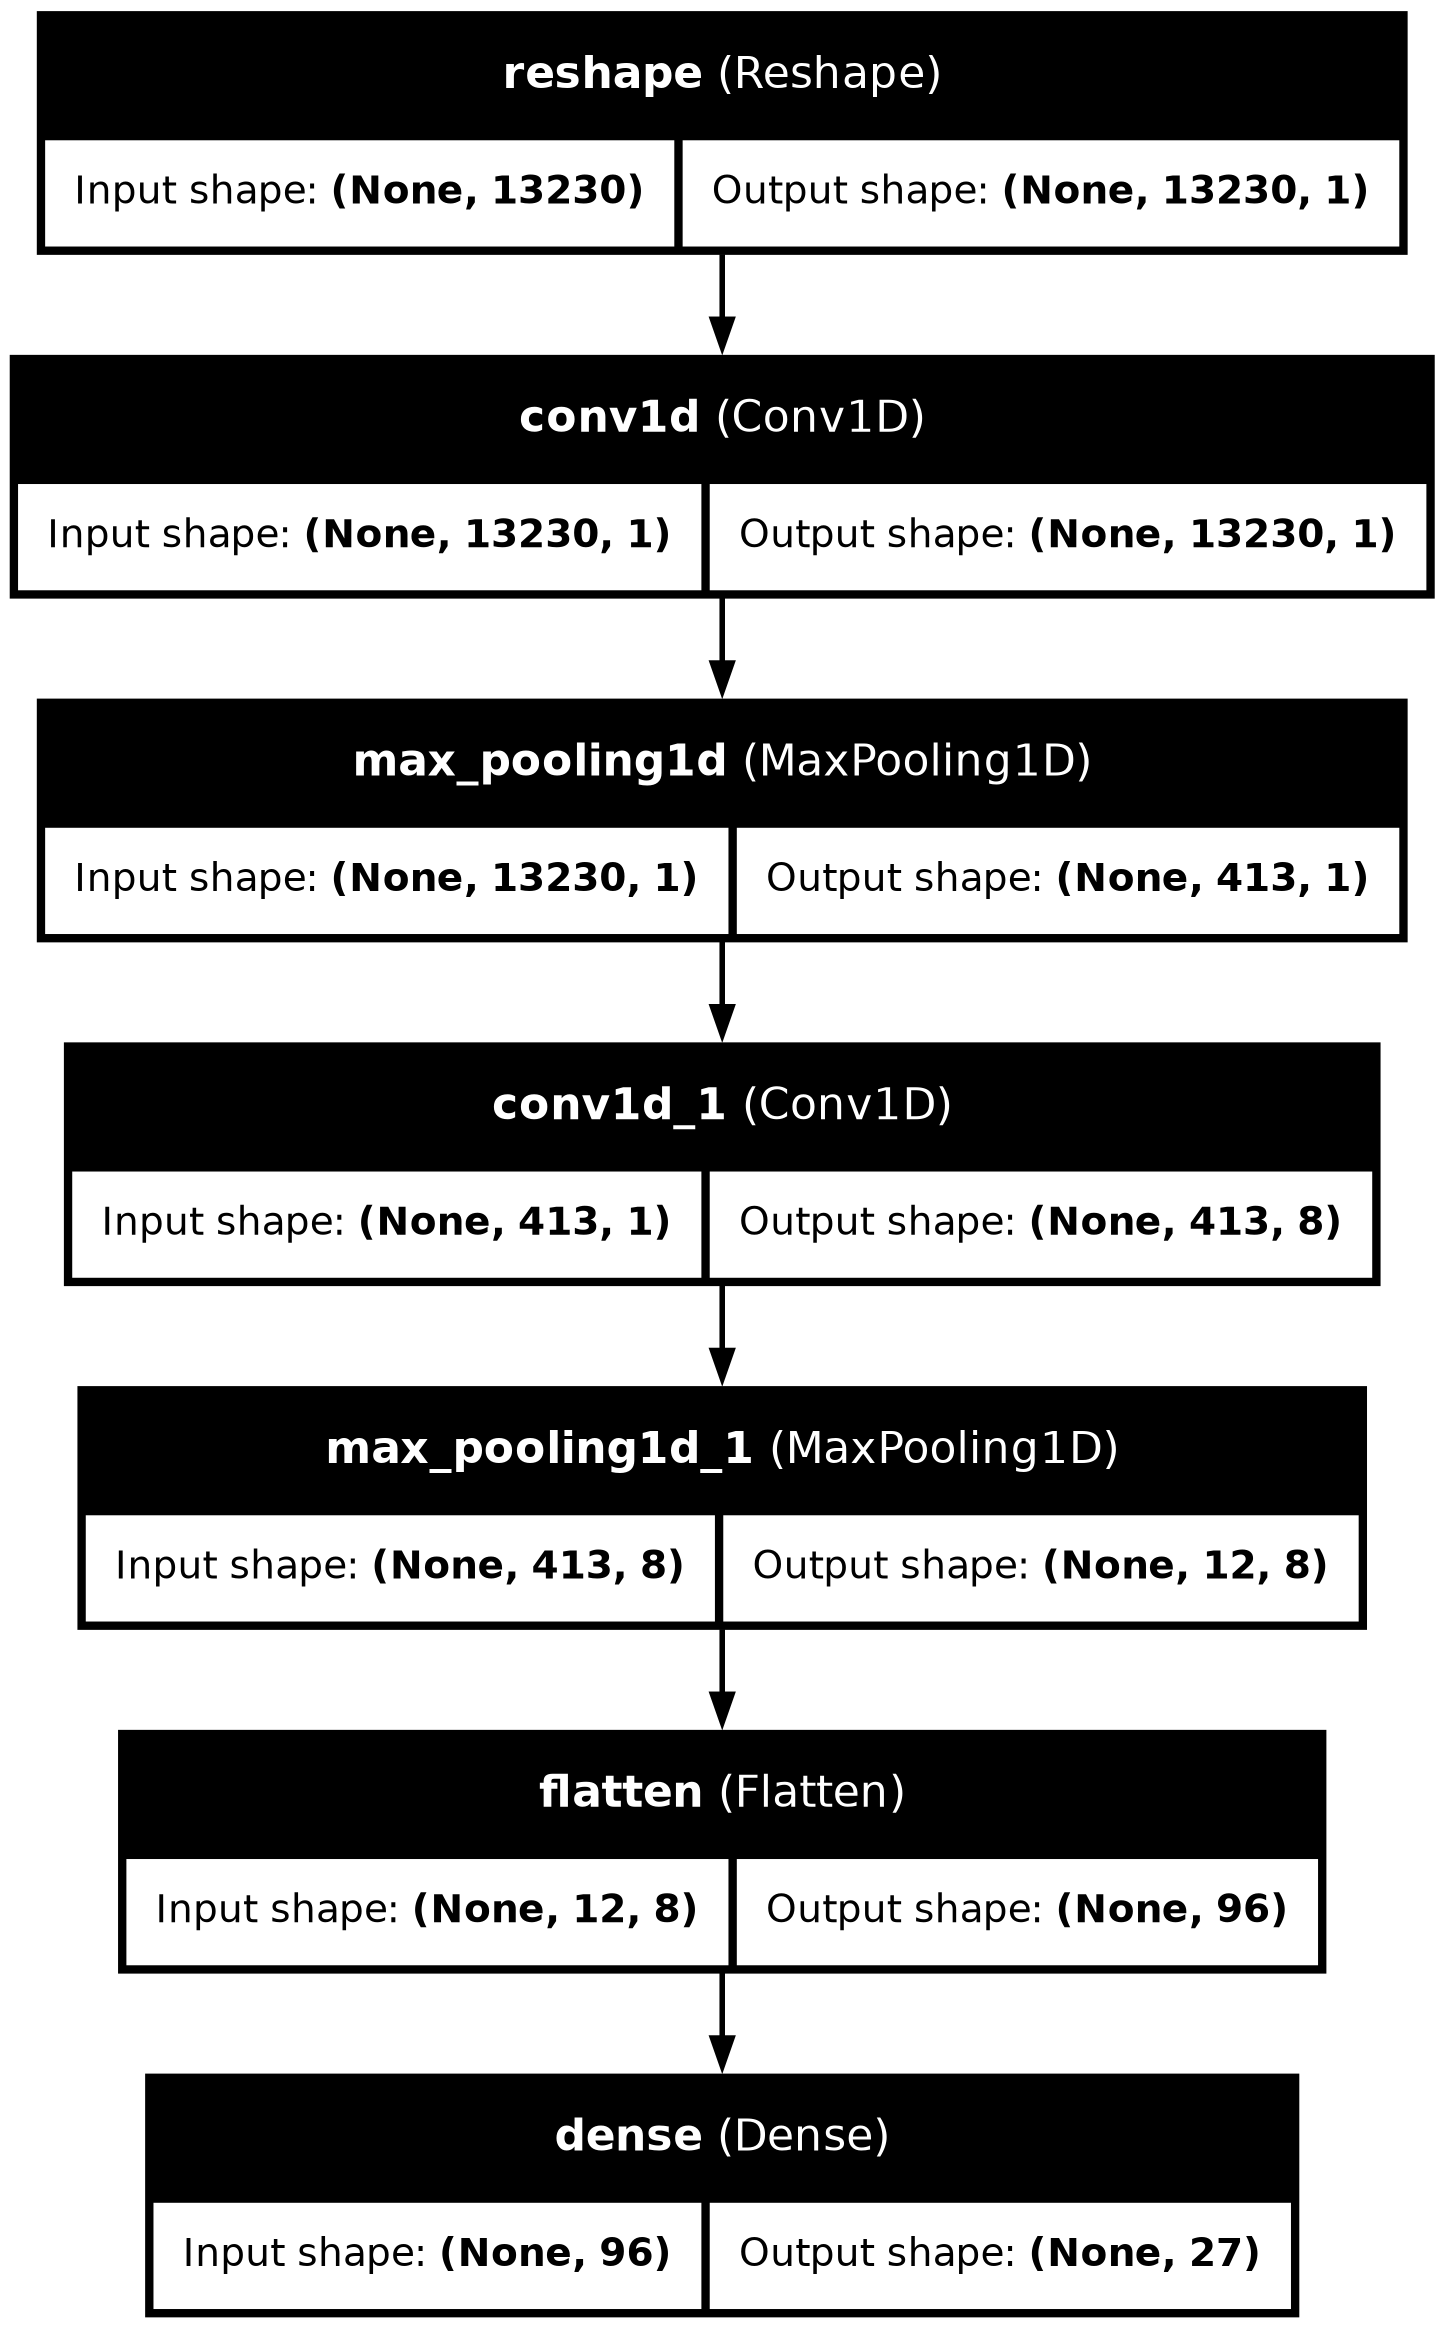 reshape (Reshape)
Input shape: (None, 13230) Output shape: (None, 13230, 1)
conv1d (Conv1D)
Input shape: (None, 13230, 1) Output shape: (None, 13230, 1)
max_pooling1d (MaxPooling1D)
Input shape: (None, 13230, 1) Output shape: (None, 413, 1)
conv1d_1 (Conv1D)
Input shape: (None, 413, 1) Output shape: (None, 413, 8)
max_pooling1d_1 (MaxPooling1D)
Input shape: (None, 413, 8) Output shape: (None, 12, 8)
flatten (Flatten)
Input shape: (None, 12, 8) Output shape: (None, 96)
dense (Dense)
Input shape: (None, 96) Output shape: (None, 27)